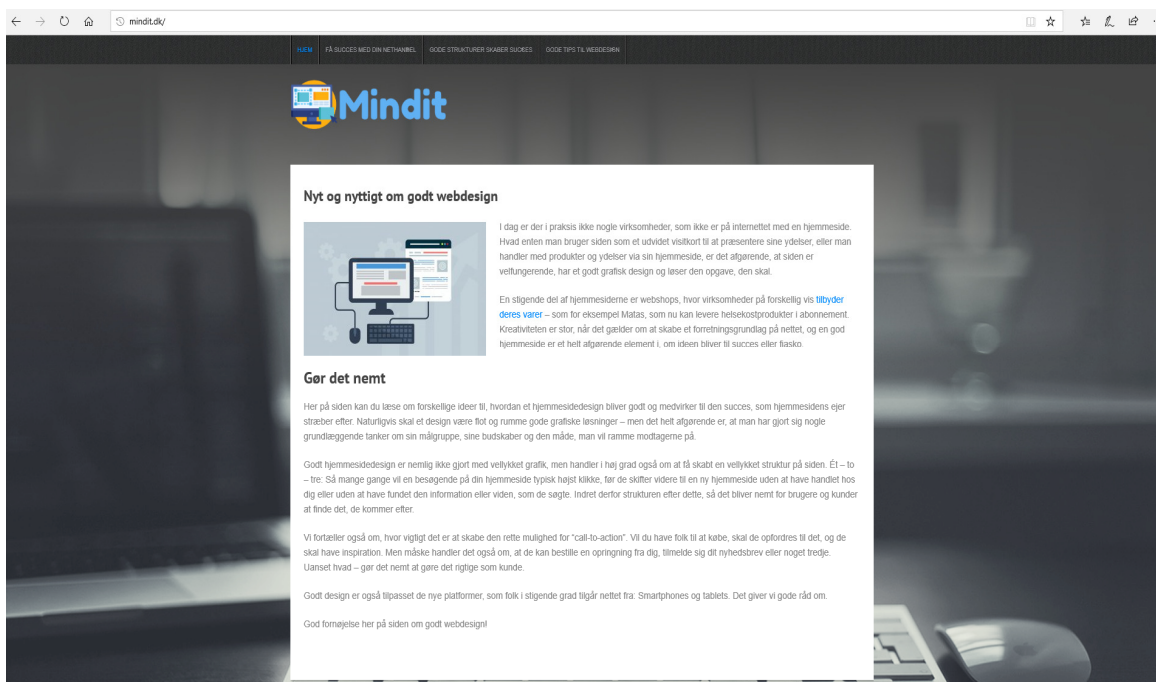 mindit.dk/
HJEM FÅ SUCCES MED DIN NETHANDEL GODE STRUKTURER SKABER SUCCES GODE TIPS TIL WEBDESIGN
Mindit
Nyt og nyttigt om godt webdesign
I dag er der i praksis ikke nogle virksomheder, som ikke er på internettet med en hjemmeside.
Hvad enten man bruger siden som et udvidet visitkort til at præsentere sine ydelser, eller man
handler med produkter og ydelser via sin hjemmeside, er det afgørende, at siden er
velfungerende, har et godt grafisk design og løser den opgave, den skal.
En stigende del af hjemmesiderne er webshops, hvor virksomheder på forskellig vis tilbyder
deres varer – som for eksempel Matas, som nu kan levere helsekostprodukter i abonnement.
Kreativiteten er stor, når det gælder om at skabe et forretningsgrundlag på nettet, og en god
hjemmeside er et helt afgørende element i, om ideen bliver til succes eller fiasko.
Gør det nemt
Her på siden kan du læse om forskellige ideer til, hvordan et hjemmesidedesign bliver godt og medvirker til den succes, som hjemmesidens ejer
stræber efter. Naturligvis skal et design være flot og rumme gode grafiske løsninger – men det helt afgørende er, at man har gjort sig nogle
grundlæggende tanker om sin målgruppe, sine budskaber og den måde, man vil ramme modtagerne på.
Godt hjemmesidedesign er nemlig ikke gjort med vellykket grafik, men handler i høj grad også om at få skabt en vellykket struktur på siden. Ét – to
– tre: Så mange gange vil en besøgende på din hjemmeside typisk højst klikke, før de skifter videre til en ny hjemmeside uden at have handlet hos
dig eller uden at have fundet den information eller viden, som de søgte. Indret derfor strukturen efter dette, så det bliver nemt for brugere og kunder
at finde det, de kommer efter.
Vi fortæller også om, hvor vigtigt det er at skabe den rette mulighed for "call-to-action". Vil du have folk til at købe, skal de opfordres til det, og de
skal have inspiration. Men måske handler det også om, at de kan bestille en opringning fra dig, tilmelde sig dit nyhedsbrev eller noget tredje.
Uanset hvad – gør det nemt at gøre det rigtige som kunde.
Godt design er også tilpasset de nye platformer, som folk i stigende grad tilgår nettet fra: Smartphones og tablets. Det giver vi gode råd om.
God fornøjelse her på siden om godt webdesign!